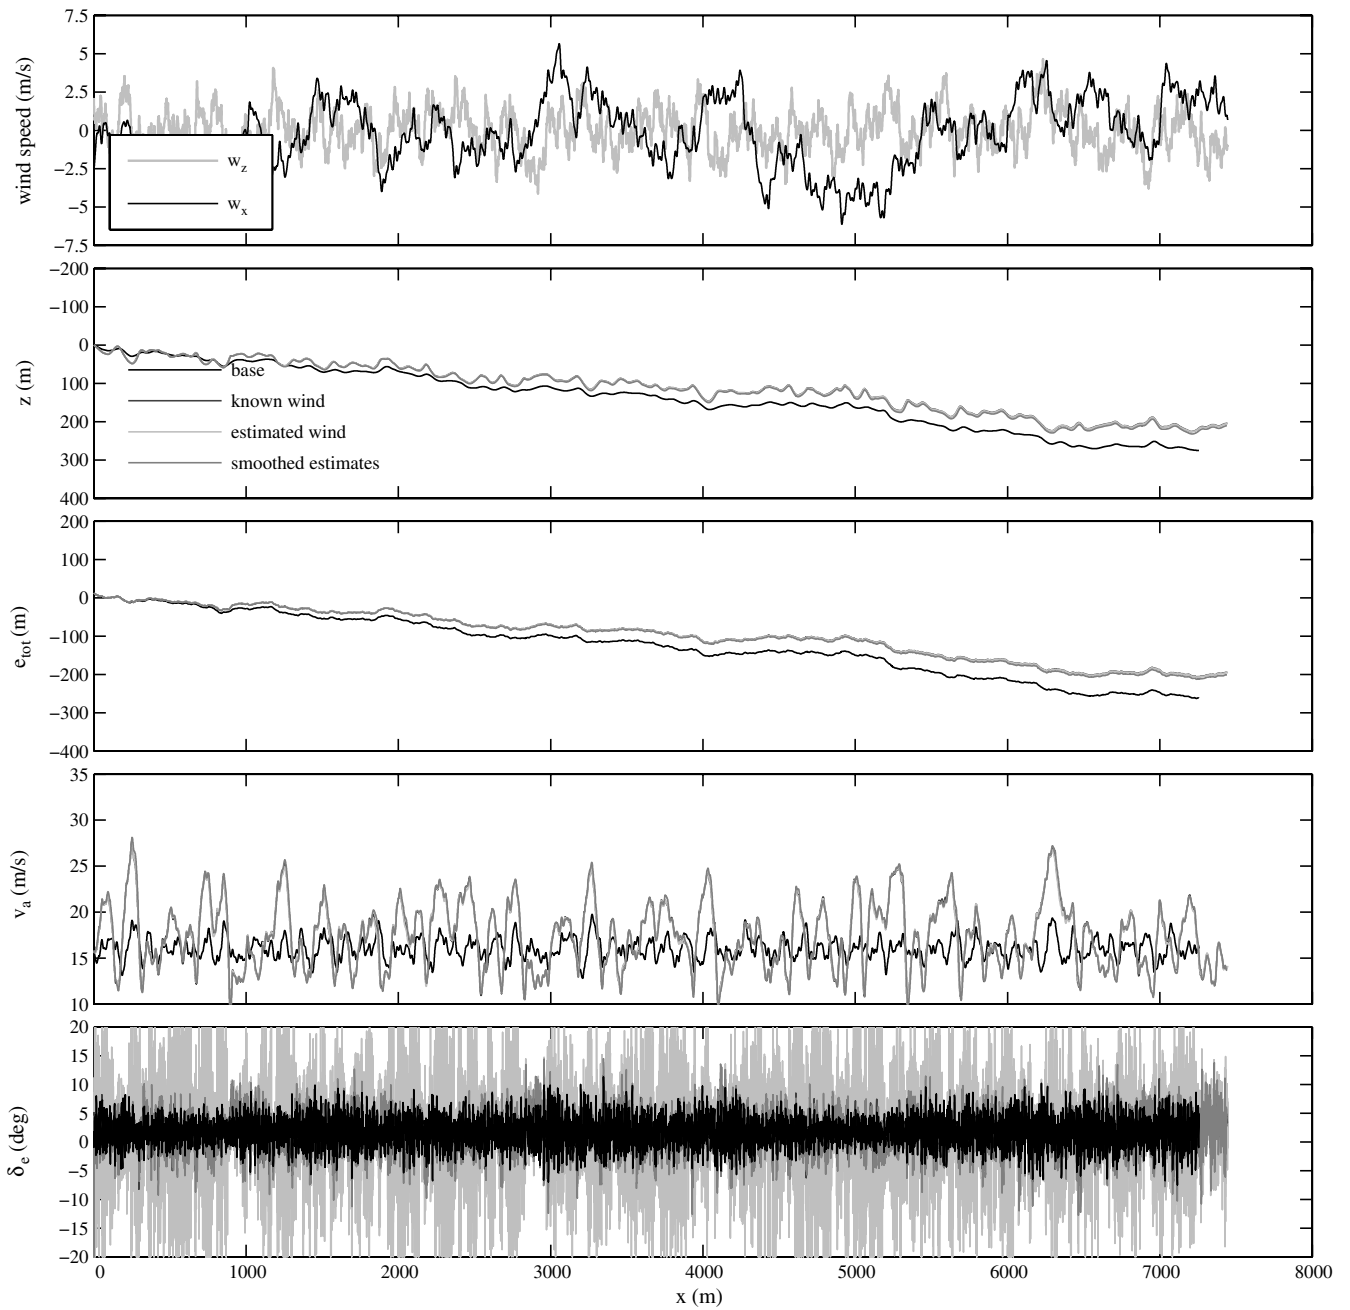 7.5
5
2.5
0
−2.5
−5
−7.5
wind speed (m/s)
w_z
w_x
−200
−100
0
100
200
300
400
z (m)
base
known wind
estimated wind
smoothed estimates
200
100
0
−100
−200
−300
−400
e_tot (m)
35
30
25
20
15
10
v_a (m/s)
20
15
10
5
0
−5
−10
−15
−20
δ_e (deg)
0 1000 2000 3000 4000 5000 6000 7000 8000
x (m)